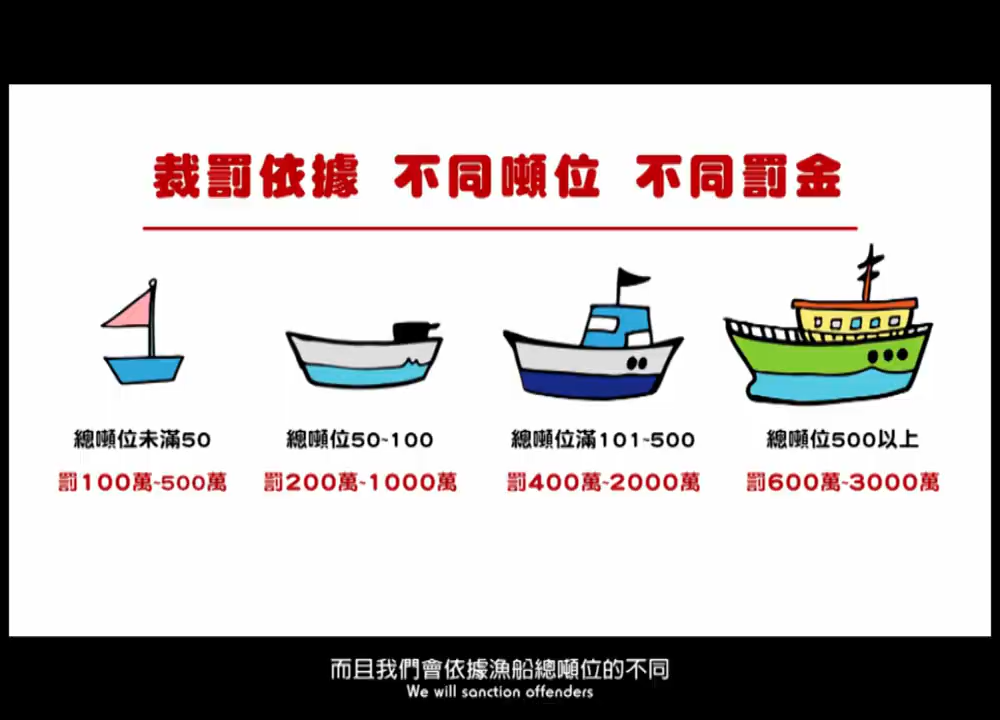 裁罰依據 不同噸位 不同罰金
總噸位未滿50
罰100萬~500萬
總噸位50~100
罰200萬~1000萬
總噸位滿101~500
罰400萬~2000萬
總噸位500以上
罰600萬~3000萬
而且我們會依據漁船總噸位的不同
We will sanction offenders